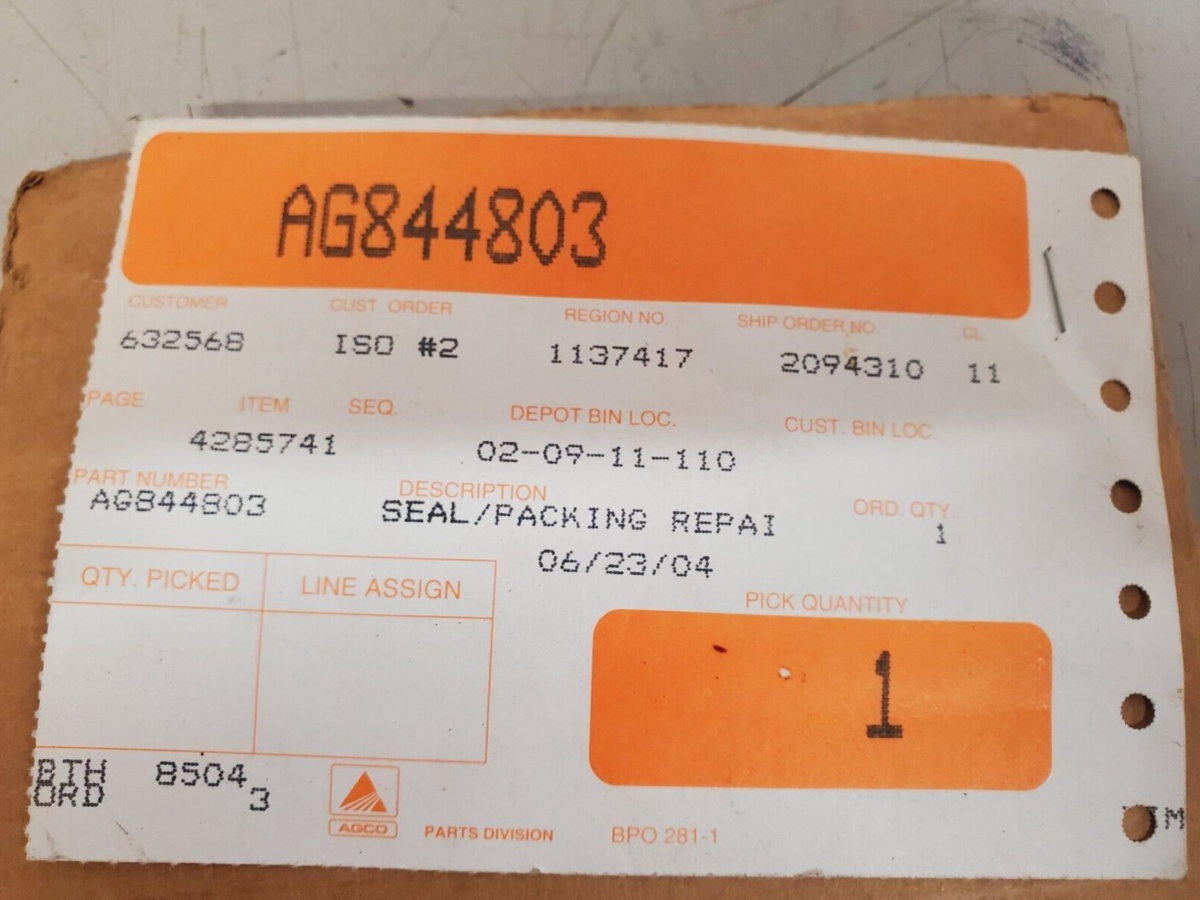 AG844803
CUSTOMER CUST. ORDER REGION NO. SHIP ORDER NO CL
632568 ISO #2 1137417 2094310 11
PAGE ITEM SEQ. DEPOT BIN LOC. CUST. BIN LOC.
4285741 02-09-11-110
PART NUMBER DESCRIPTION ORD. QTY.
AG844803 SEAL/PACKING REPAI 1
06/23/04
QTY. PICKED LINE ASSIGN PICK QUANTITY
1
BTH 8504
ORD 3
AGCO PARTS DIVISION BPO 281-1